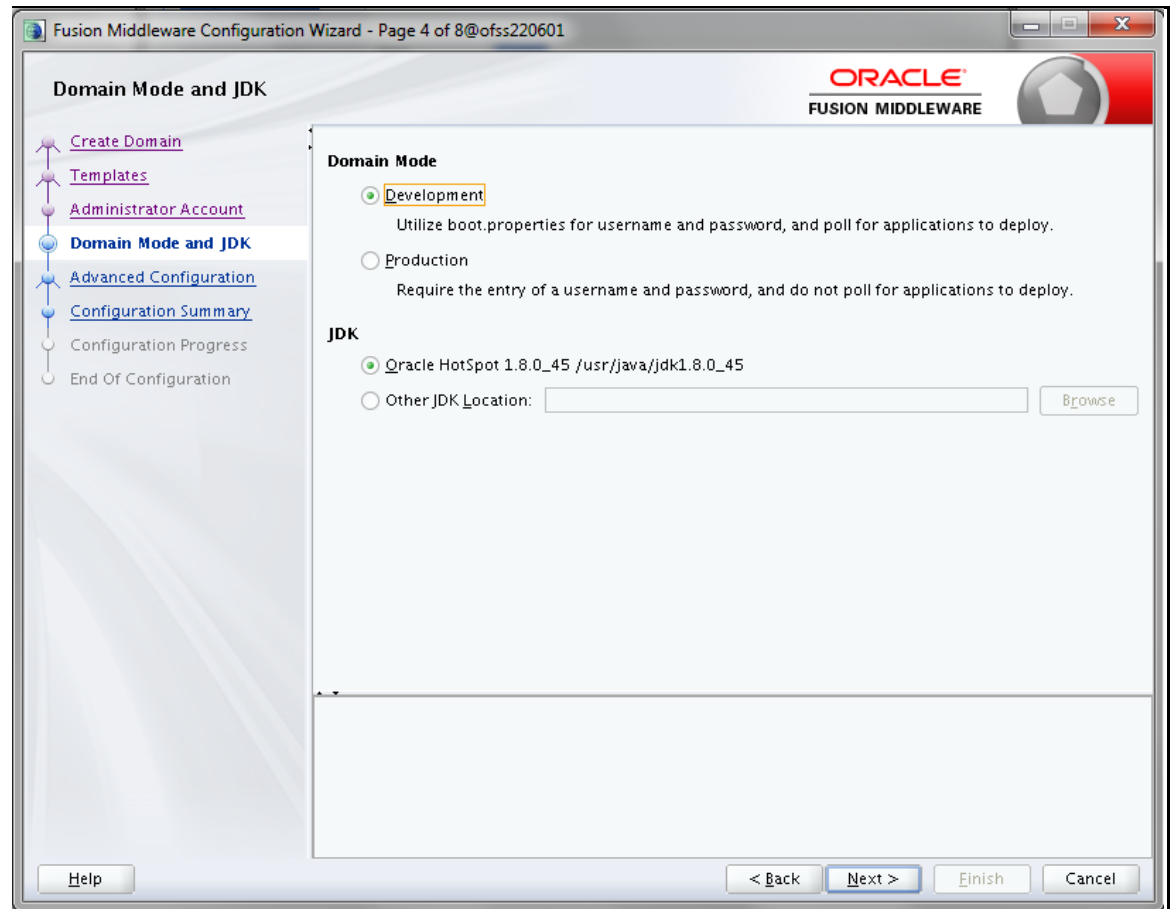 Fusion Middleware Configuration Wizard - Page 4 of 8@ofss220601
Domain Mode and JDK
ORACLE
FUSION MIDDLEWARE
Create Domain
Templates
Administrator Account
Domain Mode and JDK
Advanced Configuration
Configuration Summary
Configuration Progress
End Of Configuration
Domain Mode
Development
Utilize boot.properties for username and password, and poll for applications to deploy.
Production
Require the entry of a username and password, and do not poll for applications to deploy.
JDK
Oracle HotSpot 1.8.0_45 /usr/java/jdk1.8.0_45
Other JDK Location:
Browse
Help
< Back
Next >
Finish
Cancel